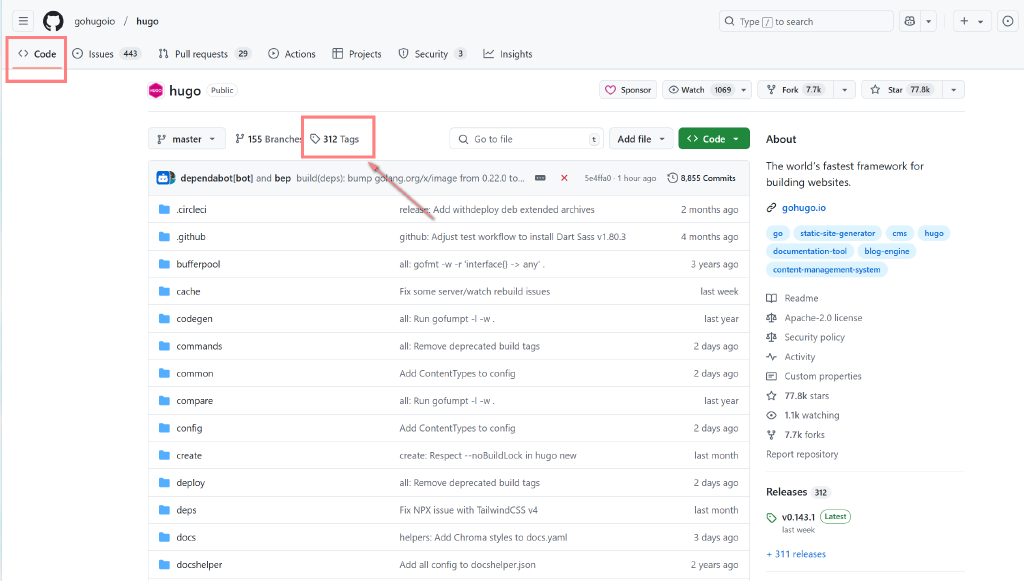 gohugoio / hugo
Type / to search
Code
Issues 443
Pull requests 29
Actions
Projects
Security 3
Insights
HUGO hugo Public
Sponsor
Watch 1069
Fork 7.7k
Star 77.8k
master
155 Branches
312 Tags
Go to file t
Add file
Code
dependabot[bot] and bep build(deps): bump golang.org/x/image from 0.22.0 to... 5e4ffa0 · 1 hour ago 8,855 Commits
.circleci release: Add withdeploy deb extended archives 2 months ago
.github github: Adjust test workflow to install Dart Sass v1.80.3 4 months ago
bufferpool all: gofmt -w -r 'interface{} -> any' . 3 years ago
cache Fix some server/watch rebuild issues last week
codegen all: Run gofumpt -l -w . last year
commands all: Remove deprecated build tags 2 days ago
common Add ContentTypes to config 2 days ago
compare all: Run gofumpt -l -w . last year
config Add ContentTypes to config 2 days ago
create create: Respect --noBuildLock in hugo new last month
deploy all: Remove deprecated build tags 2 days ago
deps Fix NPX issue with TailwindCSS v4 last month
docs helpers: Add Chroma styles to docs.yaml 3 days ago
docshelper Add all config to docshelper.json 2 years ago
About
The world's fastest framework for
building websites.
gohugo.io
go static-site-generator cms hugo
documentation-tool blog-engine
content-management-system
Readme
Apache-2.0 license
Security policy
Activity
Custom properties
77.8k stars
1.1k watching
7.7k forks
Report repository
Releases 312
v0.143.1 Latest
last week
+ 311 releases